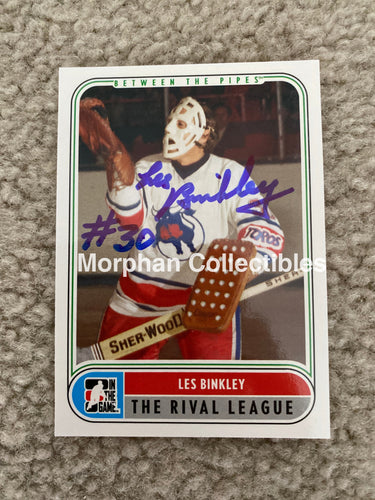 BETWEEN THE PIPES™
Les Binkley
#30
TOROS
Morphan Collectibles
SHER-WOOD
SHER
IN THE GAME
LES BINKLEY
THE RIVAL LEAGUE